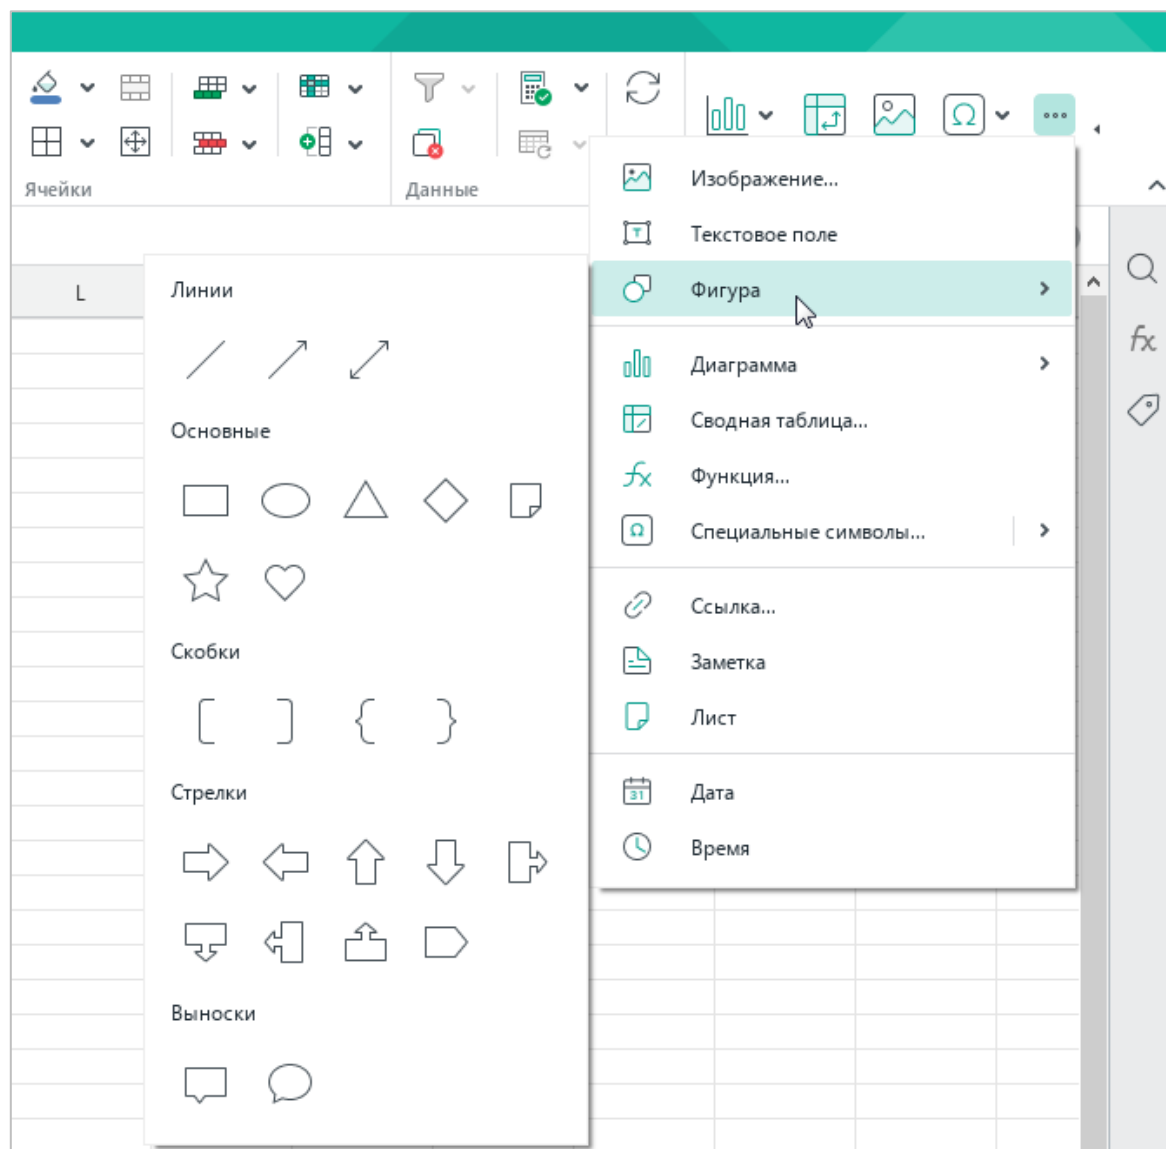 Ячейки
Данные
L
Изображение...
Текстовое поле
Фигура
Диаграмма
Сводная таблица...
Функция...
Специальные символы...
Ссылка...
Заметка
Лист
31
Дата
Время
Линии
Основные
Скобки
Стрелки
Выноски
fx